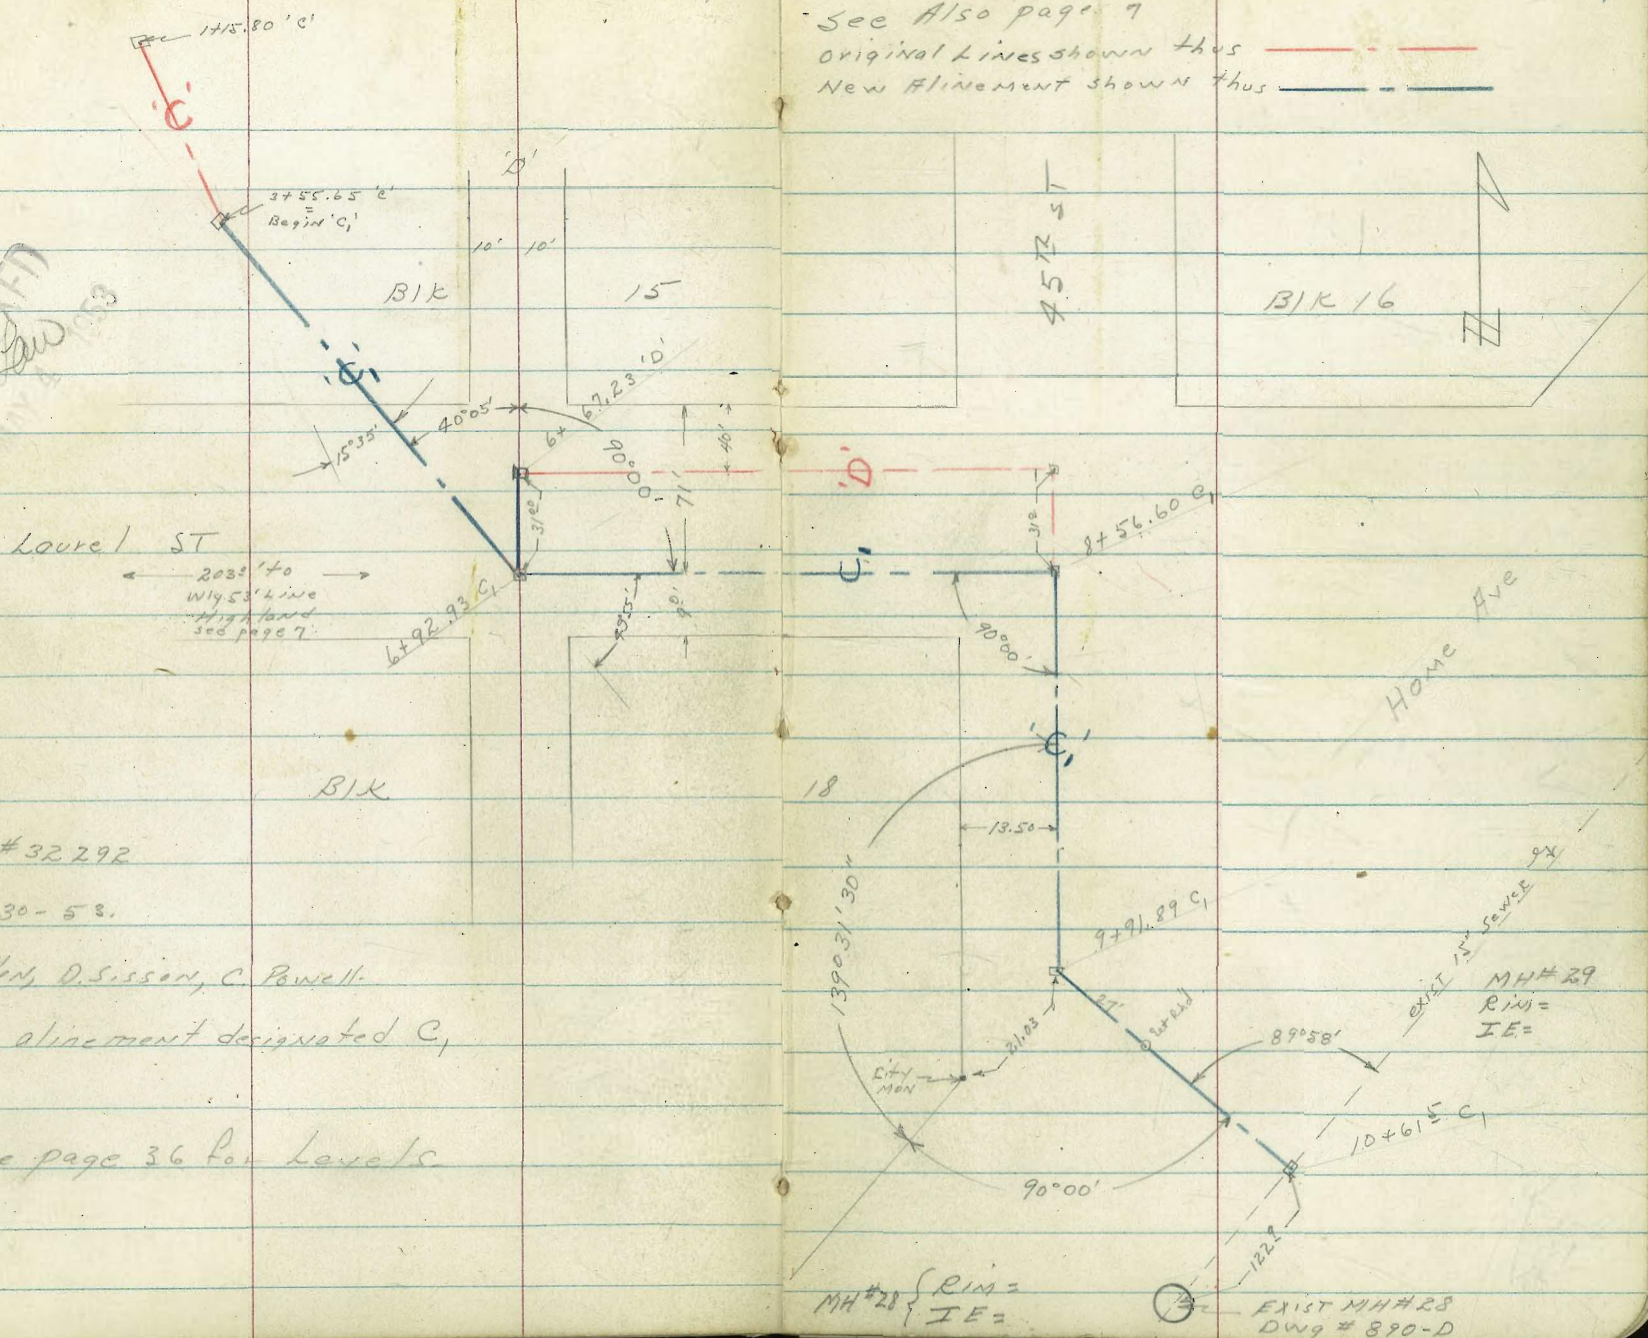 1+15.80 'C'
'C'
3+55.65 'C'
=
Begin 'C₁'
'D'
10' 10'
Blk 15
'C₁'
15°35'
40°05'
6+67.23 'D'
90°00'
40'
71'
31.00
Laurel ST
to
Wly 53' Line
Highland
see page 7
6+92.93 C₁
49°55'
Blk
#32292
30-53.
D. Sisson, C. Powell.
alinement designated C₁
page 36 for Levels.
See Also page 7
Original Lines shown thus
New Alinement shown thus
45TH ST
Blk 16
N
'D'
C₁
8+56.60 C₁
90°00'
Home Ave
'C₁'
18
13.50
139°31'30"
9+91.89 C₁
27'
21.03
City
Mon
exist 15" Sewer
MH#29
Rim=
IE=
89°58'
10+61.5 C₁
90°00'
MH#28 { Rim=
IE=
EXIST MH#28
DWg # 890-D